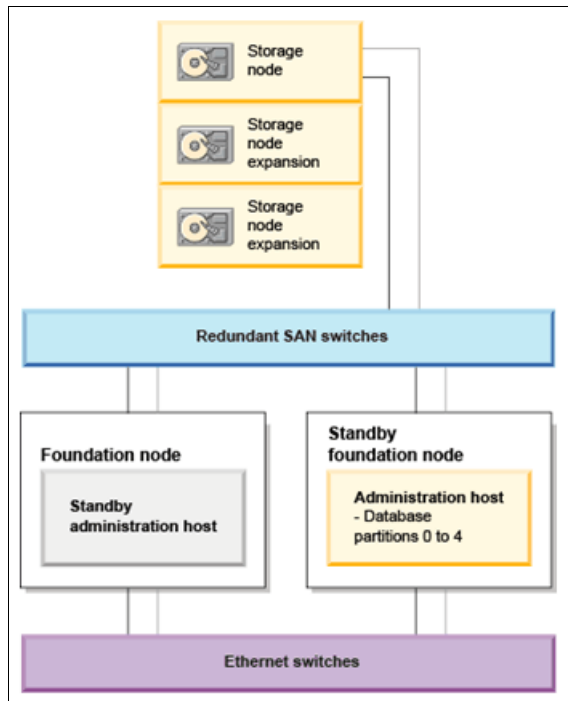 Storage
node
Storage
node
expansion
Storage
node
expansion
Redundant SAN switches
Foundation node
Standby
administration host
Standby
foundation node
Administration host
- Database
partitions 0 to 4
Ethernet switches